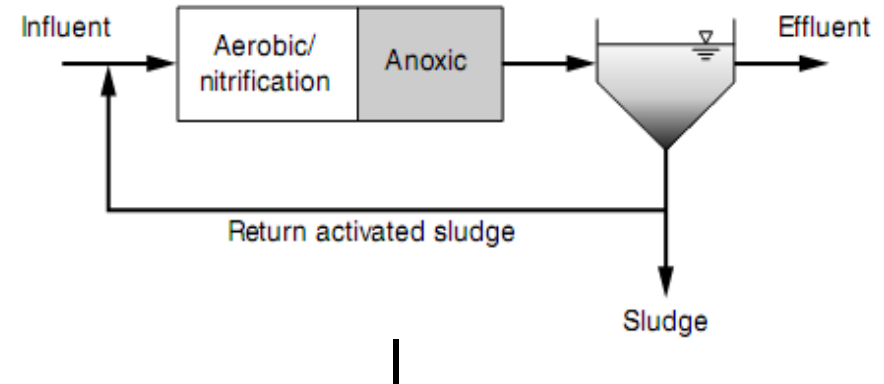 Influent
Effluent
Aerobic/
nitrification
Anoxic
Return activated sludge
Sludge